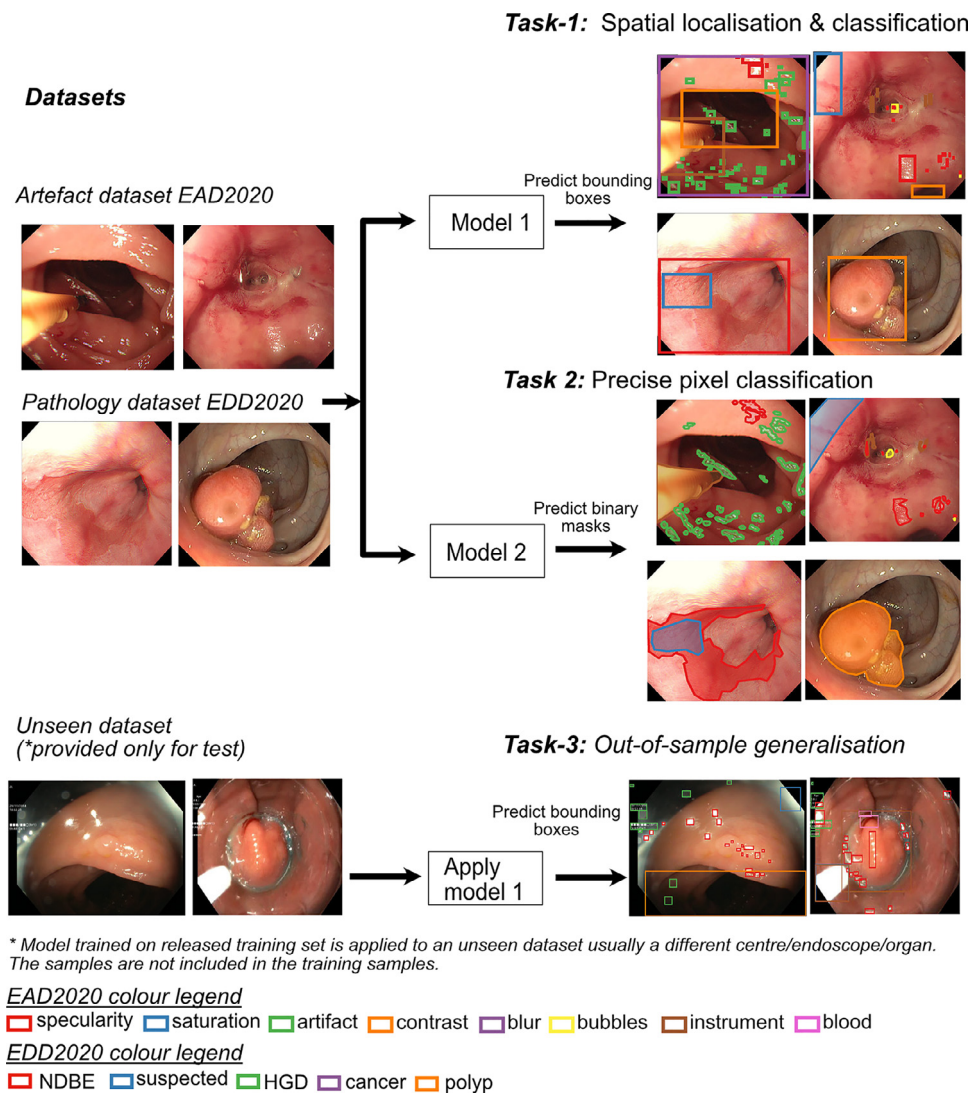 Task-1: Spatial localisation & classification
Datasets
Artefact dataset EAD2020
Predict bounding
boxes
Model 1
Task 2: Precise pixel classification
Pathology dataset EDD2020
Predict binary
masks
Model 2
Unseen dataset
(*provided only for test)
Task-3: Out-of-sample generalisation
Predict bounding
boxes
Apply
model 1
* Model trained on released training set is applied to an unseen dataset usually a different centre/endoscope/organ.
The samples are not included in the training samples.
EAD2020 colour legend
specularity saturation artifact contrast blur bubbles instrument blood
EDD2020 colour legend
NDBE suspected HGD cancer polyp